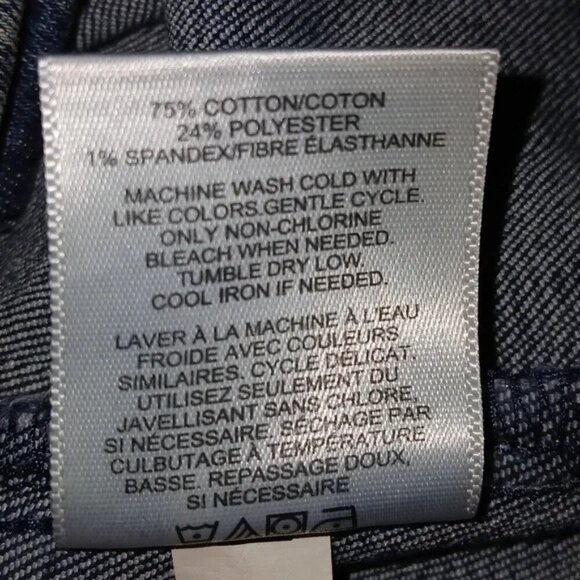 75% COTTON/COTON
24% POLYESTER
1% SPANDEX/FIBRE ÉLASTHANNE
MACHINE WASH COLD WITH
LIKE COLORS.GENTLE CYCLE.
ONLY NON-CHLORINE
BLEACH WHEN NEEDED.
TUMBLE DRY LOW.
COOL IRON IF NEEDED.
LAVER À LA MACHINE À L'EAU
FROIDE AVEC COULEURS
SIMILAIRES. CYCLE DÉLICAT.
UTILISEZ SEULEMENT DU
JAVELLISANT SANS CHLORE,
SI NÉCESSAIRE. SÉCHAGE PAR
CULBUTAGE À TEMPÉRATURE
BASSE. REPASSAGE DOUX,
SI NÉCESSAIRE